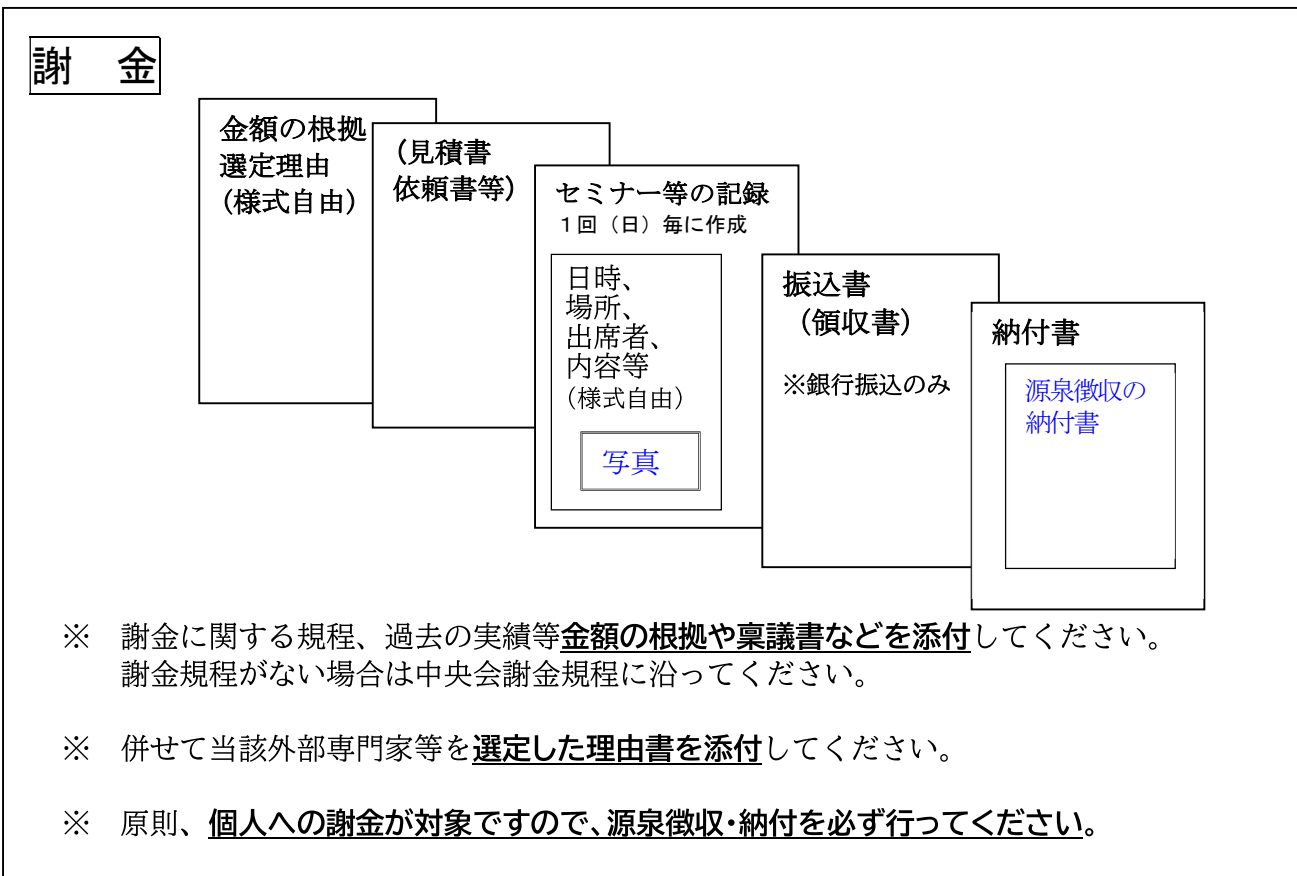 謝　金
金額の根拠
選定理由
（様式自由）
（見積書
依頼書等）
セミナー等の記録
１回（日）毎に作成
日時、
場所、
出席者、
内容等
（様式自由）
写真
振込書
（領収書）
※銀行振込のみ
納付書
源泉徴収の
納付書
※　謝金に関する規程、過去の実績等金額の根拠や稟議書などを添付してください。
謝金規程がない場合は中央会謝金規程に沿ってください。
※　併せて当該外部専門家等を選定した理由書を添付してください。
※　原則、個人への謝金が対象ですので、源泉徴収・納付を必ず行ってください。